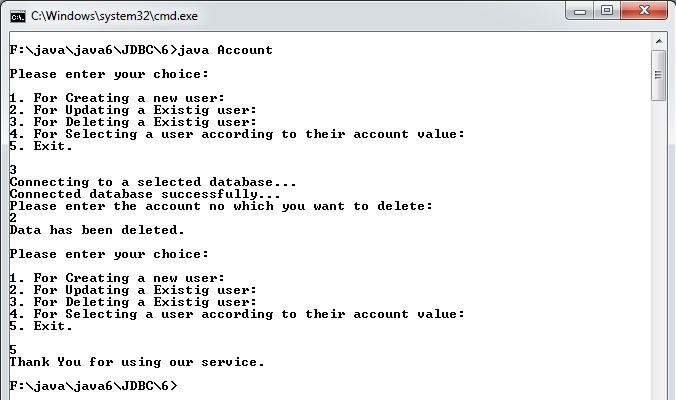 C:\Windows\system32\cmd.exe
F:\java\java6\JDBC\6>java Account
Please enter your choice:
1. For Creating a new user:
2. For Updating a Existig user:
3. For Deleting a Existig user:
4. For Selecting a user according to their account value:
5. Exit.
3
Connecting to a selected database...
Connected database successfully...
Please enter the account no which you want to delete:
2
Data has been deleted.
Please enter your choice:
1. For Creating a new user:
2. For Updating a Existig user:
3. For Deleting a Existig user:
4. For Selecting a user according to their account value:
5. Exit.
5
Thank You for using our service.
F:\java\java6\JDBC\6>